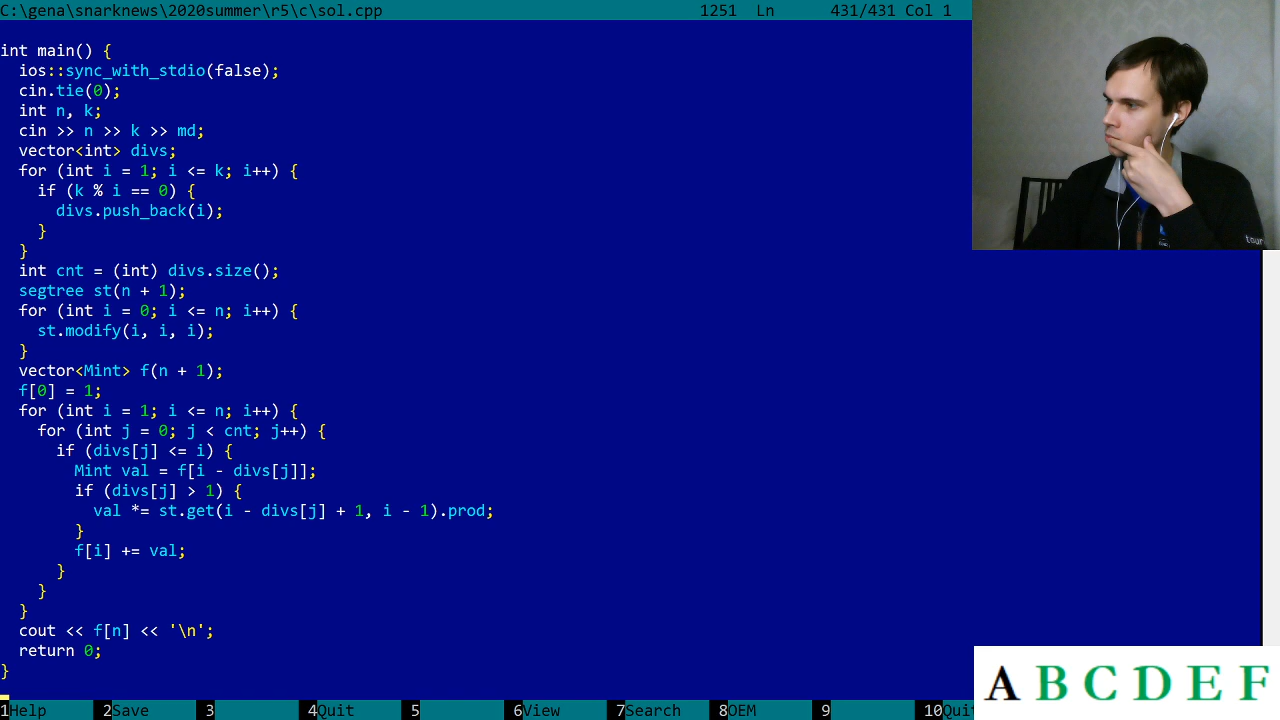 C:\gena\snarknews\2020summer\r5\c\sol.cpp 1251 Ln 431/431 Col 1
int main() {
ios::sync_with_stdio(false);
cin.tie(0);
int n, k;
cin >> n >> k >> md;
vector<int> divs;
for (int i = 1; i <= k; i++) {
if (k % i == 0) {
divs.push_back(i);
}
}
int cnt = (int) divs.size();
segtree st(n + 1);
for (int i = 0; i <= n; i++) {
st.modify(i, i, i);
}
vector<Mint> f(n + 1);
f[0] = 1;
for (int i = 1; i <= n; i++) {
for (int j = 0; j < cnt; j++) {
if (divs[j] <= i) {
Mint val = f[i - divs[j]];
if (divs[j] > 1) {
val *= st.get(i - divs[j] + 1, i - 1).prod;
}
f[i] += val;
}
}
}
cout << f[n] << '\n';
return 0;
}
A B C D E F
1Help 2Save 3 4Quit 5 6View 7Search 8OEM 9 10Qui